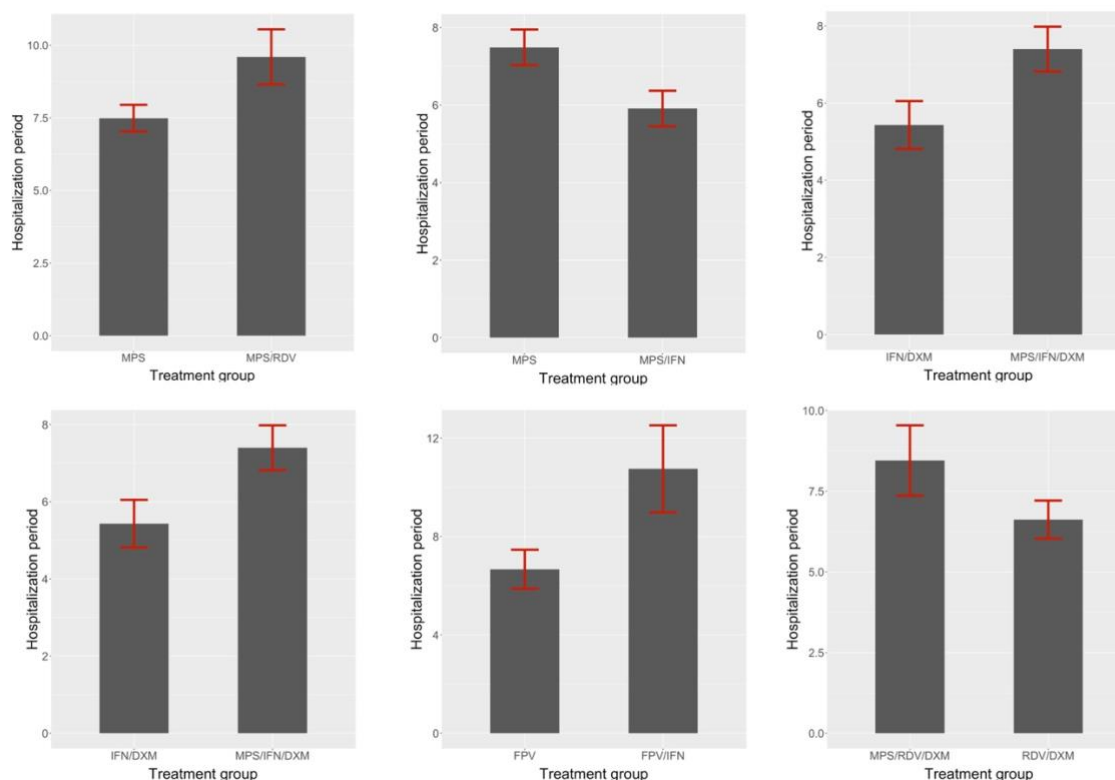 Hospitalization period
10.0
7.5
5.0
2.5
0.0
MPS
MPS/RDV
Treatment group
Hospitalization period
8
6
4
2
0
MPS
MPS/IFN
Treatment group
Hospitalization period
8
6
4
2
0
IFN/DXM
MPS/IFN/DXM
Treatment group
Hospitalization period
8
6
4
2
0
IFN/DXM
MPS/IFN/DXM
Treatment group
Hospitalization period
12
8
4
0
FPV
FPV/IFN
Treatment group
Hospitalization period
10.0
7.5
5.0
2.5
0.0
MPS/RDV/DXM
RDV/DXM
Treatment group